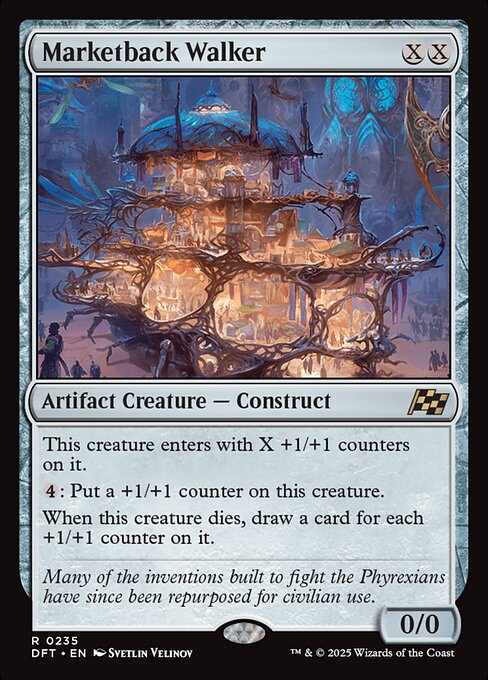 Marketback Walker XX
Artifact Creature — Construct
This creature enters with X +1/+1 counters
on it.
4: Put a +1/+1 counter on this creature.
When this creature dies, draw a card for each
+1/+1 counter on it.
Many of the inventions built to fight the Phyrexians
have since been repurposed for civilian use.
0/0
R 0235
DFT • EN Svetlin Velinov ™ & © 2025 Wizards of the Coast